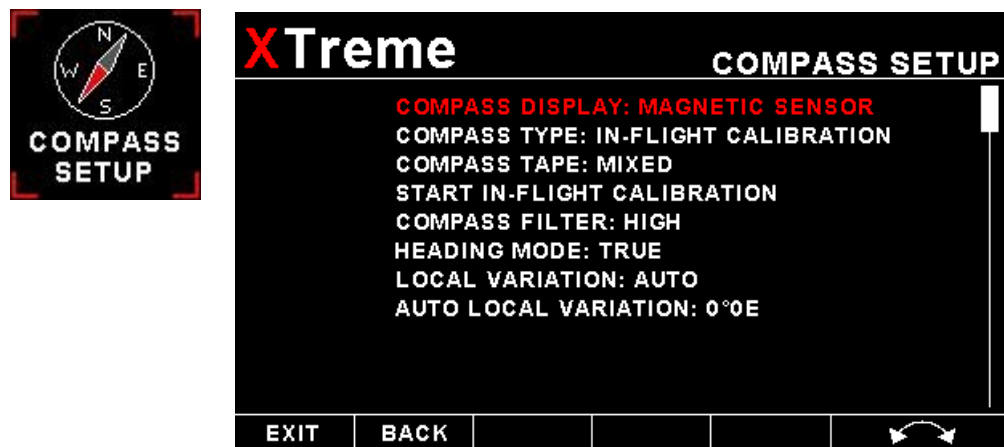 N
W E
S
COMPASS
SETUP
XTreme
COMPASS SETUP
COMPASS DISPLAY: MAGNETIC SENSOR
COMPASS TYPE: IN-FLIGHT CALIBRATION
COMPASS TAPE: MIXED
START IN-FLIGHT CALIBRATION
COMPASS FILTER: HIGH
HEADING MODE: TRUE
LOCAL VARIATION: AUTO
AUTO LOCAL VARIATION: 0°0E
EXIT BACK